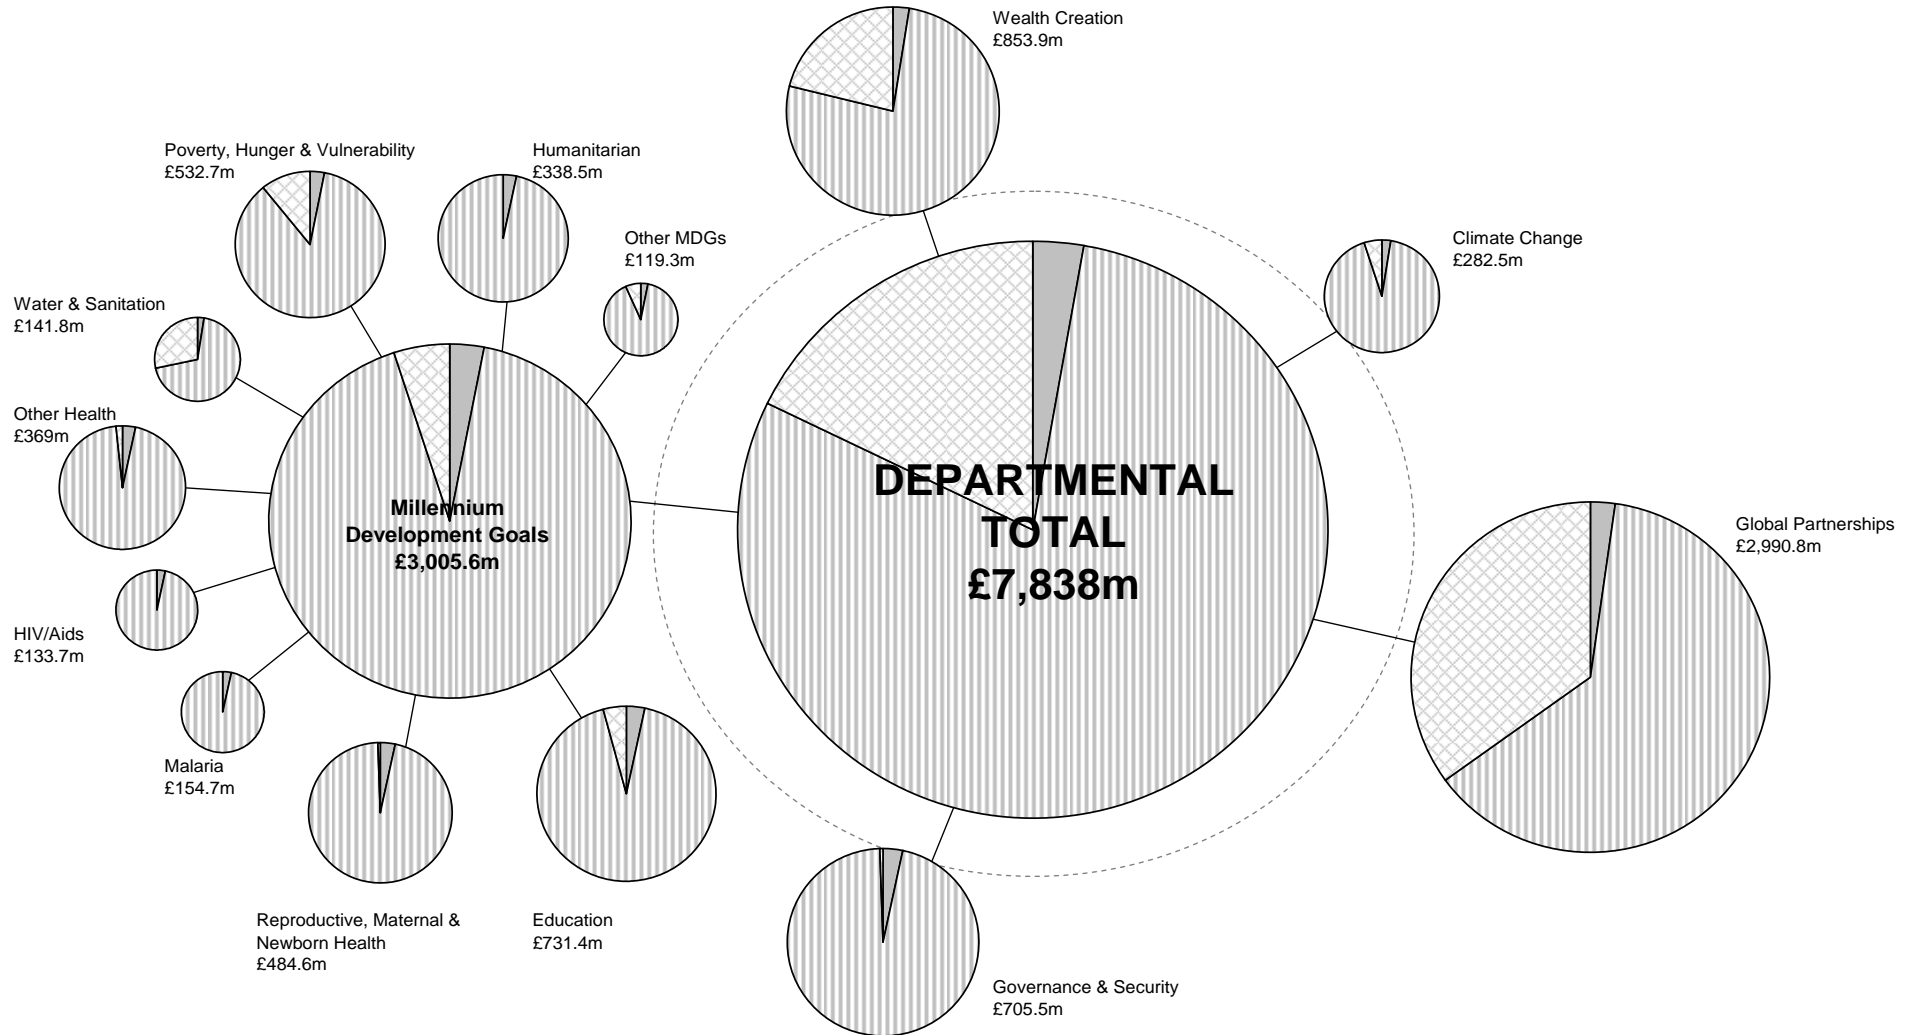 Wealth Creation
£853.9m
Poverty, Hunger & Vulnerability
£532.7m
Humanitarian
£338.5m
Other MDGs
£119.3m
Climate Change
£282.5m
Water & Sanitation
£141.8m
Other Health
£369m
Millennium
Development Goals
£3,005.6m
DEPARTMENTAL
TOTAL
£7,838m
Global Partnerships
£2,990.8m
HIV/Aids
£133.7m
Malaria
£154.7m
Reproductive, Maternal &
Newborn Health
£484.6m
Education
£731.4m
Governance & Security
£705.5m